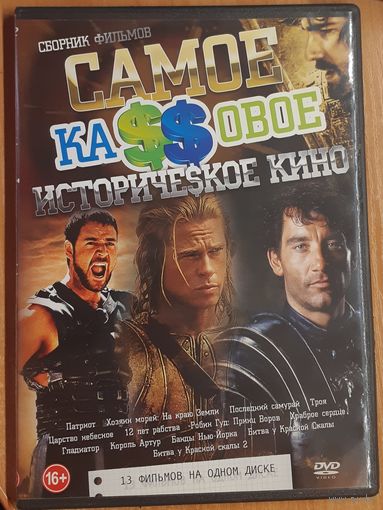 СБОРНИК ФИЛЬМОВ
САМОЕ
КА$$ОВОЕ
ИСТОРИЧЕ$КОЕ КИНО
Патриот Хозяин морей: На краю Земли Последний самурай Троя
Царство небесное 12 лет рабства Робин Гуд: Принц Воров Храброе сердце
Гладиатор Король Артур Банды Нью-Йорка Битва у Красной Скалы
Битва у Красной скалы 2
16+
13 ФИЛЬМОВ НА ОДНОМ ДИСКЕ
DVD
VIDEO